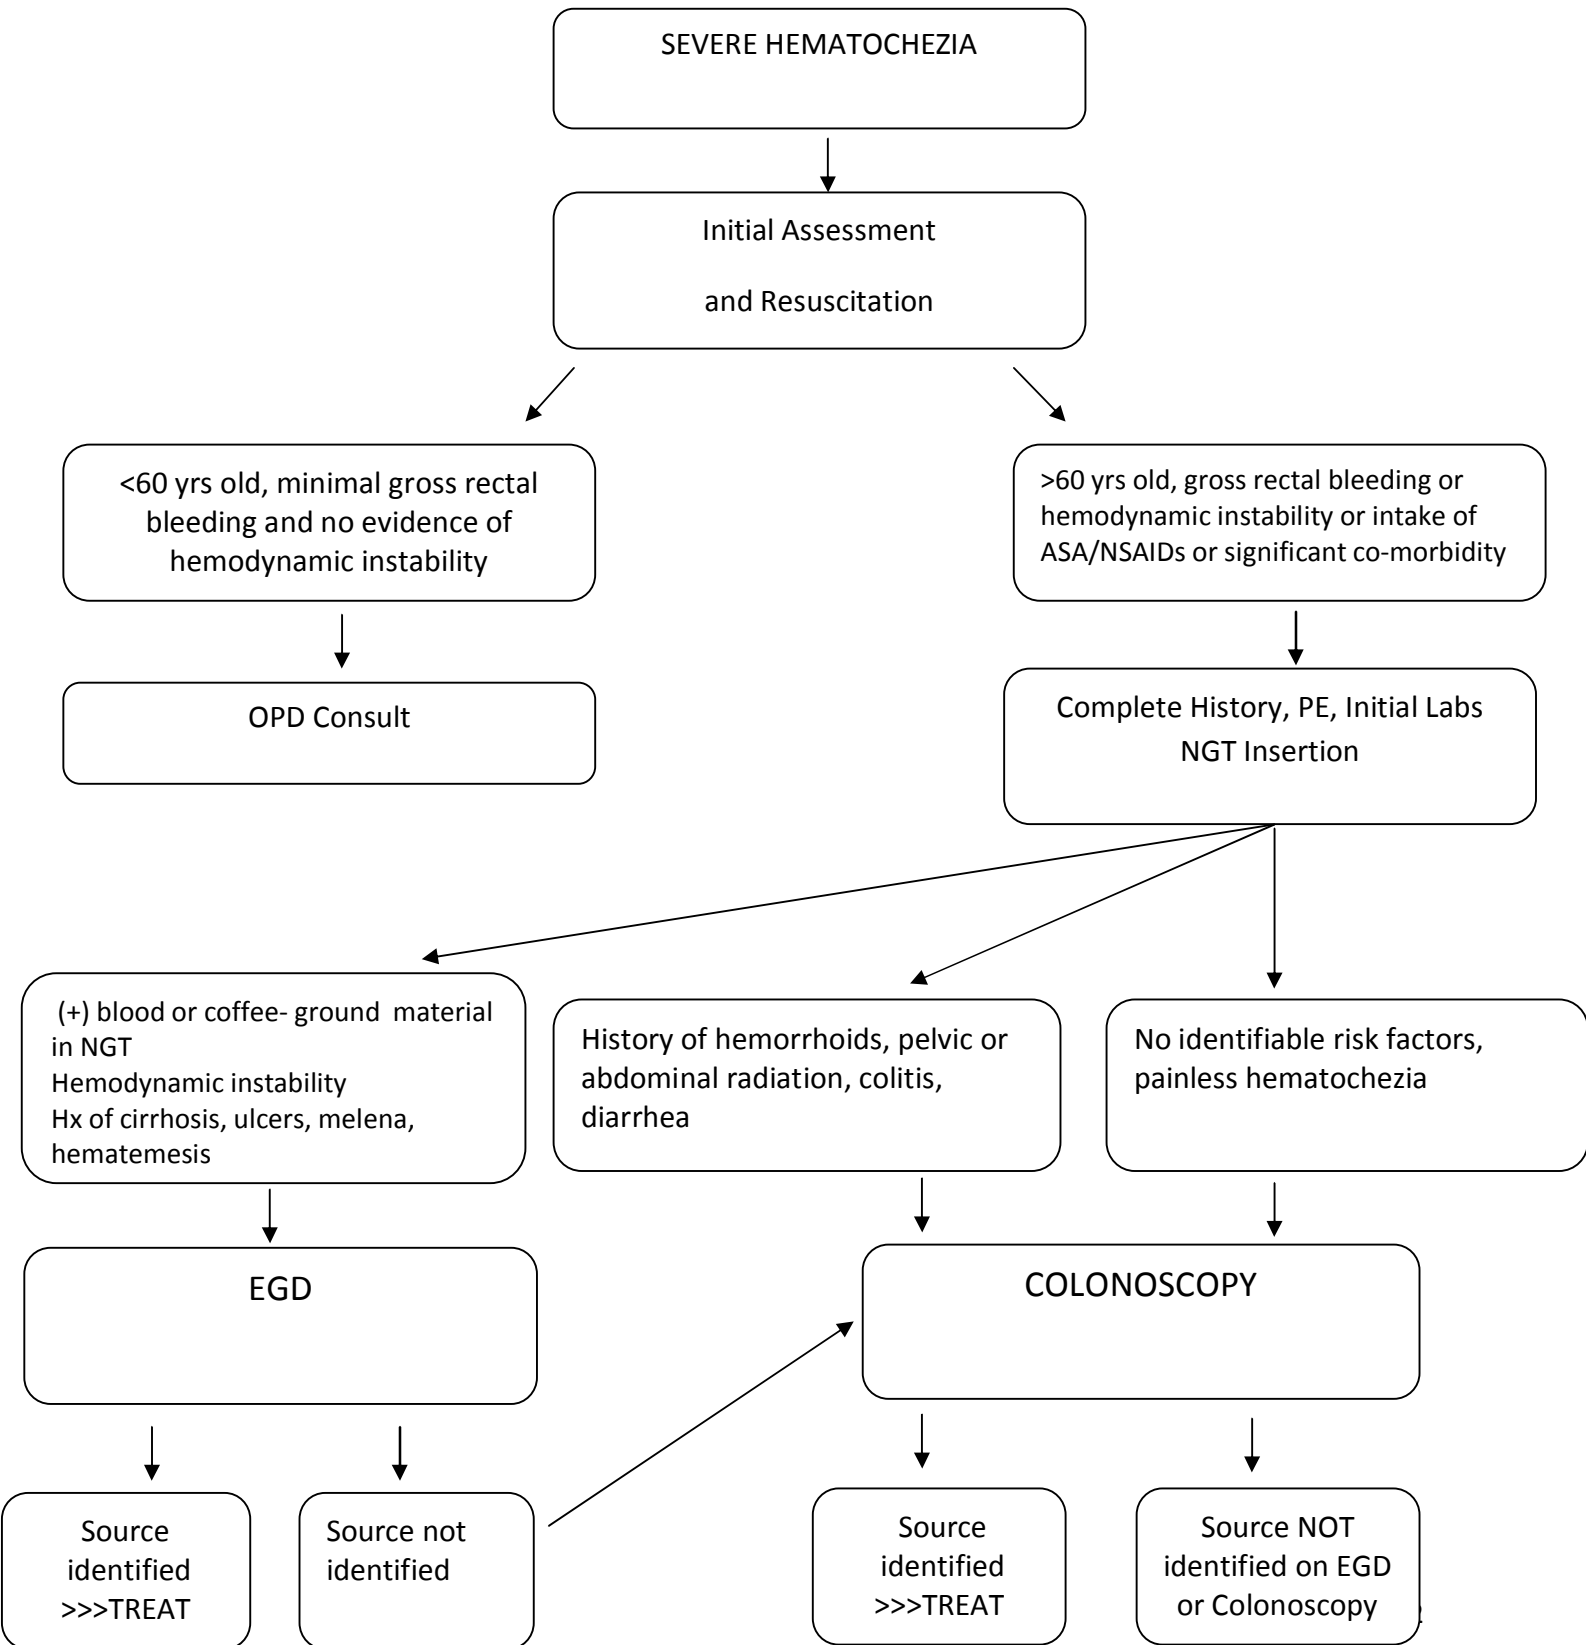 SEVERE HEMATOCHEZIA
Initial Assessment
and Resuscitation
<60 yrs old, minimal gross rectal
bleeding and no evidence of
hemodynamic instability
>60 yrs old, gross rectal bleeding or
hemodynamic instability or intake of
ASA/NSAIDs or significant co-morbidity
OPD Consult
Complete History, PE, Initial Labs
NGT Insertion
(+) blood or coffee- ground  material
in NGT
Hemodynamic instability
Hx of cirrhosis, ulcers, melena,
hematemesis
History of hemorrhoids, pelvic or
abdominal radiation, colitis,
diarrhea
No identifiable risk factors,
painless hematochezia
EGD
COLONOSCOPY
Source
identified
>>>TREAT
Source not
identified
Source
identified
>>>TREAT
Source NOT
identified on EGD
or Colonoscopy